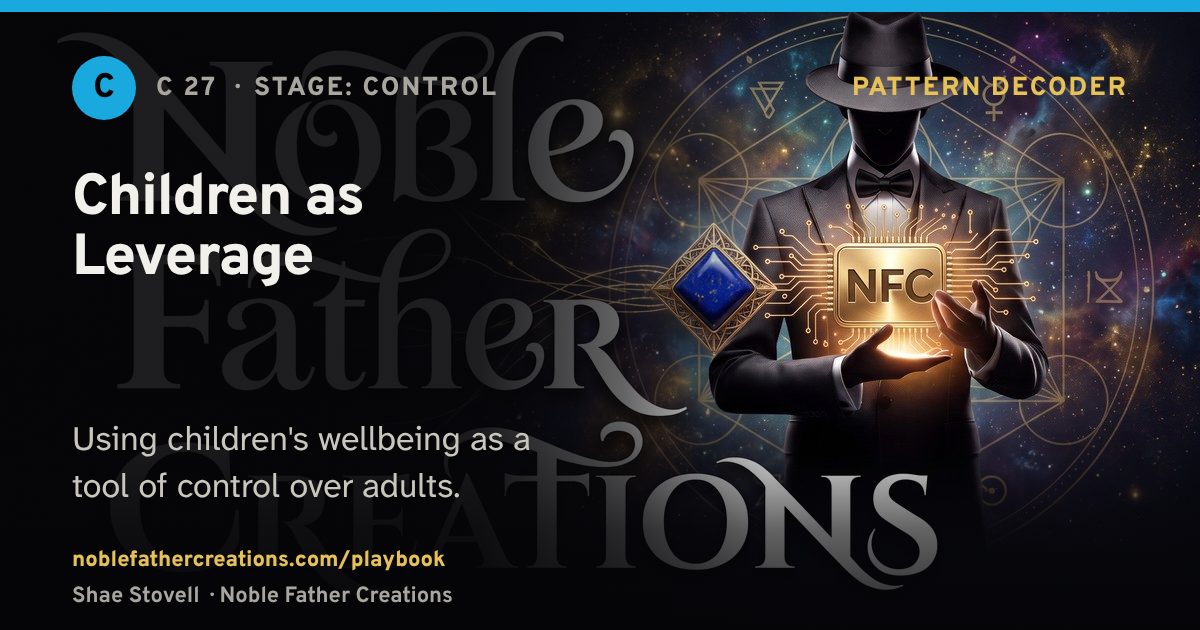 C
C 27 · STAGE: CONTROL
PATTERN DECODER
Noble
Father
Creations
Children as
Leverage
NFC
Using children's wellbeing as a
tool of control over adults.
noblefathercreations.com/playbook
Shae Stovell · Noble Father Creations